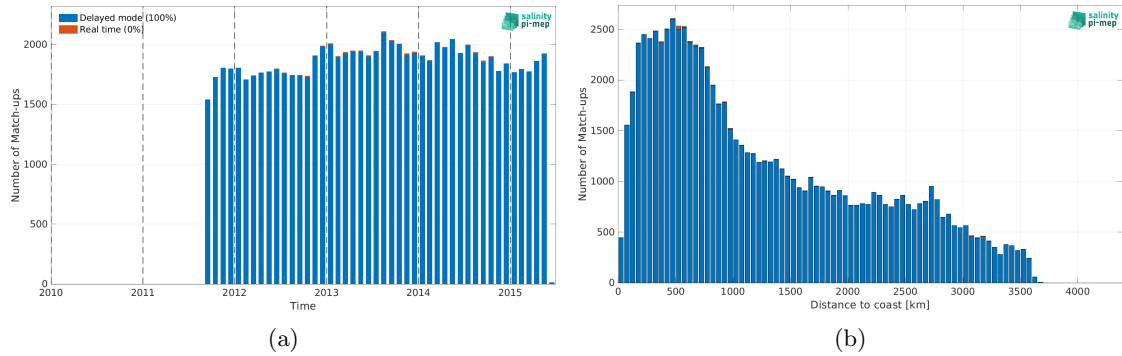 Delayed mode (100%)
Real time (0%)
salinity
pi-mep
Number of Match-ups
2000
1500
1000
500
0
2010
2011
2012
2013
2014
2015
Time
(a)
salinity
pi-mep
Number of Match-ups
2500
2000
1500
1000
500
0
0
500
1000
1500
2000
2500
3000
3500
4000
Distance to coast [km]
(b)